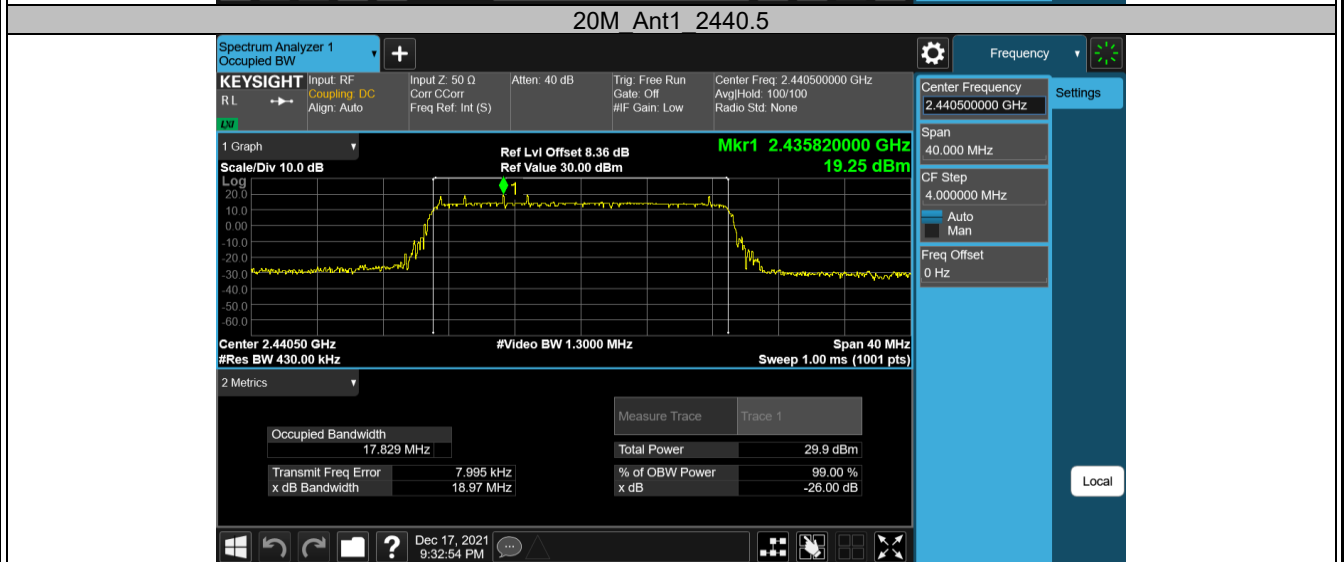 20M_Ant1_2440.5
Spectrum Analyzer 1
Occupied BW
+
Frequency
KEYSIGHT
RL
LXI
Input: RF
Coupling: DC
Align: Auto
Input Z: 50 Ω
Corr CCorr
Freq Ref: Int (S)
Atten: 40 dB
Trig: Free Run
Gate: Off
#IF Gain: Low
Center Freq: 2.440500000 GHz
Avg|Hold: 100/100
Radio Std: None
Center Frequency
2.440500000 GHz
Settings
Span
40.000 MHz
CF Step
4.000000 MHz
Auto
Man
Freq Offset
0 Hz
1 Graph
Ref Lvl Offset 8.36 dB
Mkr1 2.435820000 GHz
Scale/Div 10.0 dB
Ref Value 30.00 dBm
19.25 dBm
Log
1
20.0
10.0
0.00
-10.0
-20.0
-30.0
-40.0
-50.0
-60.0
Center 2.44050 GHz
#Video BW 1.3000 MHz
Span 40 MHz
#Res BW 430.00 kHz
Sweep 1.00 ms (1001 pts)
2 Metrics
Measure Trace Trace 1
Occupied Bandwidth
17.829 MHz
Total Power 29.9 dBm
Transmit Freq Error 7.995 kHz
% of OBW Power 99.00 %
x dB Bandwidth 18.97 MHz
x dB -26.00 dB
Local
?
Dec 17, 2021
9:32:54 PM